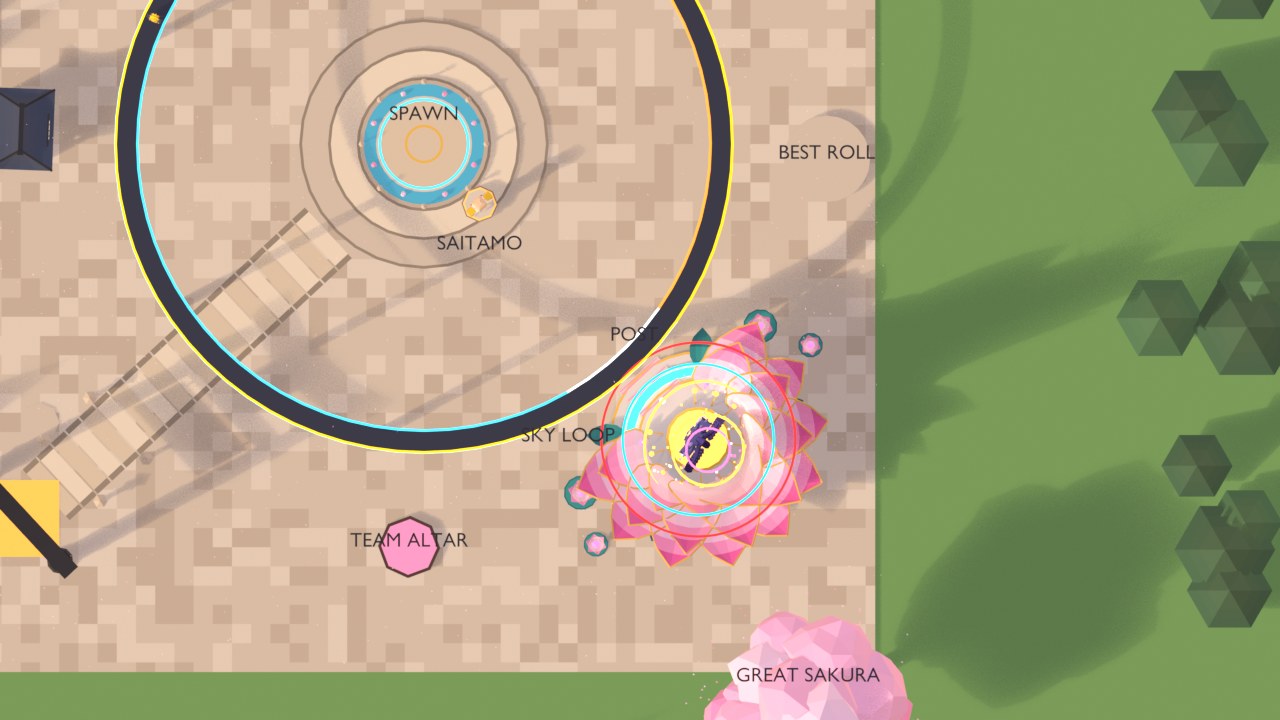 SPAWN
BEST ROLL
SAITAMO
POST
SKY LOOP
TEAM ALTAR
GREAT SAKURA